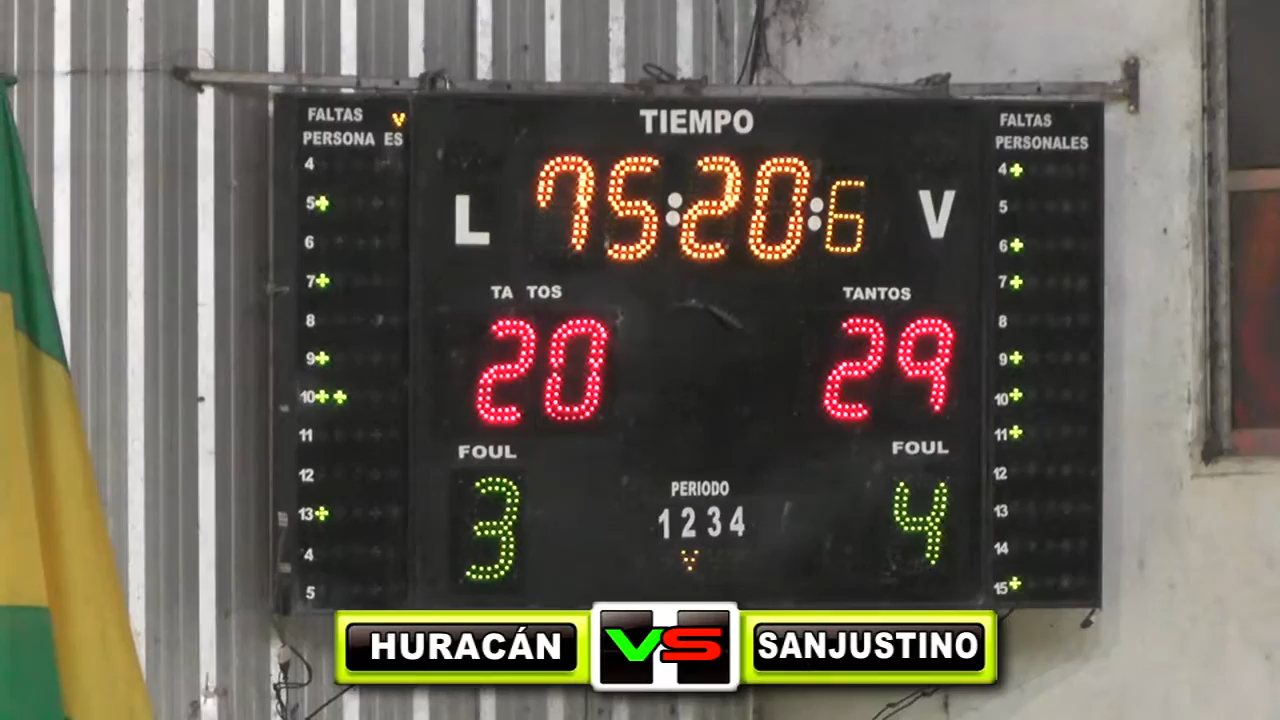 FALTAS
PERSONA ES
4
5
6
7
8
9
10
11
12
13
4
5
TIEMPO
L 75:20:6 V
TA TOS
20
TANTOS
29
FOUL
3
PERIODO
1 2 3 4
FOUL
4
FALTAS
PERSONALES
4
5
6
7
8
9
10
11
12
13
14
15
HURACÁN VS SANJUSTINO